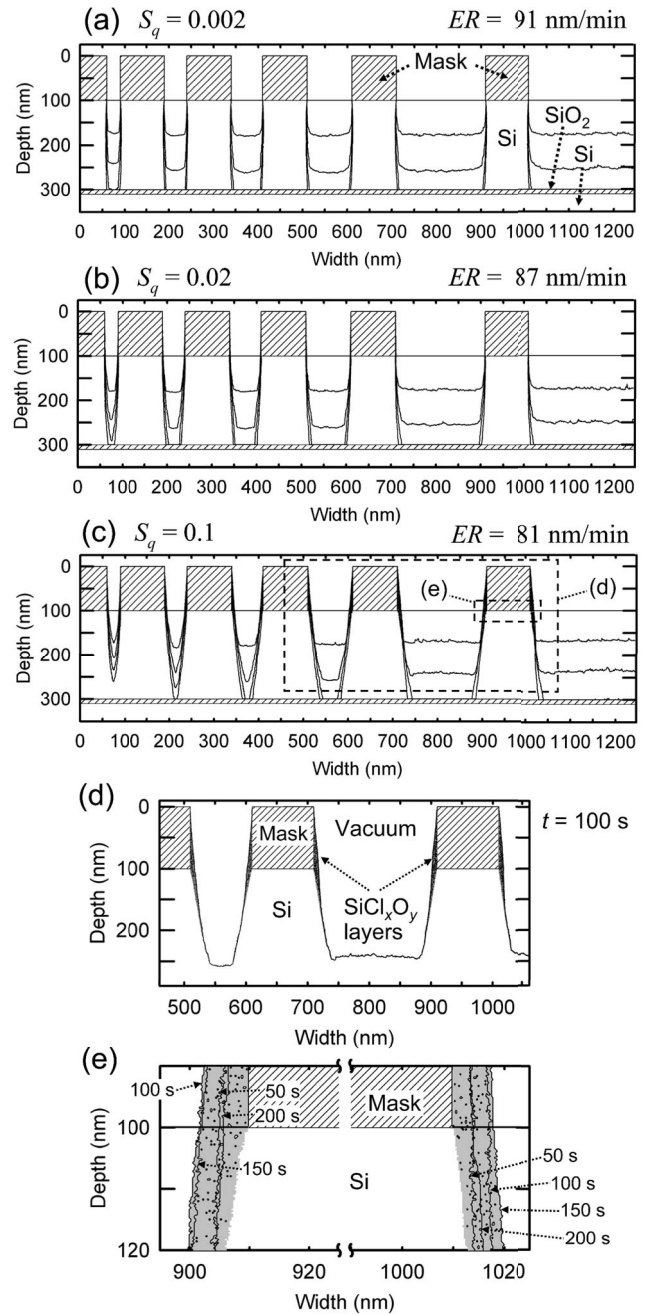 (a) S_q = 0.002 ER = 91 nm/min
Depth (nm)
0
100
200
300
Mask
Si
SiO₂
Si
0 100 200 300 400 500 600 700 800 900 1000 1100 1200
Width (nm)
(b) S_q = 0.02 ER = 87 nm/min
Depth (nm)
0
100
200
300
0 100 200 300 400 500 600 700 800 900 1000 1100 1200
Width (nm)
(c) S_q = 0.1 ER = 81 nm/min
Depth (nm)
0
100
200
300
(e)
(d)
0 100 200 300 400 500 600 700 800 900 1000 1100 1200
Width (nm)
(d)
Depth (nm)
0
100
200
Mask
Vacuum
t = 100 s
Si
SiClₓOᵧ
layers
500 600 700 800 900 1000
Width (nm)
(e)
Depth (nm)
100
120
100 s
50 s
200 s
150 s
Mask
Si
50 s
100 s
150 s
200 s
900 920 1000 1020
Width (nm)